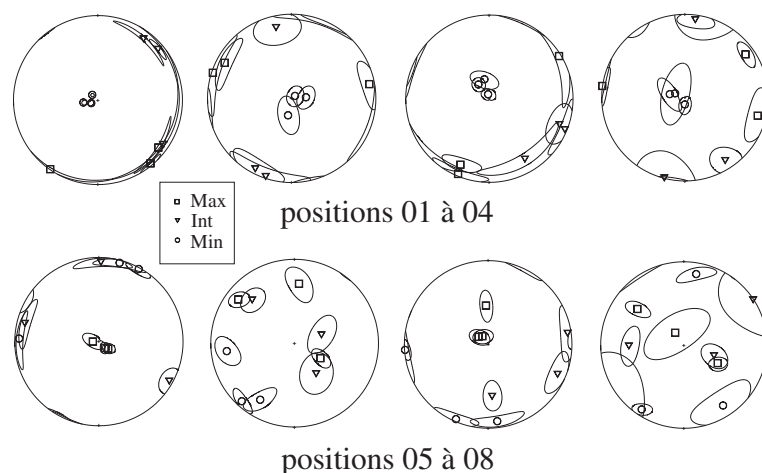 Max
Int
Min
positions 01 à 04
positions 05 à 08